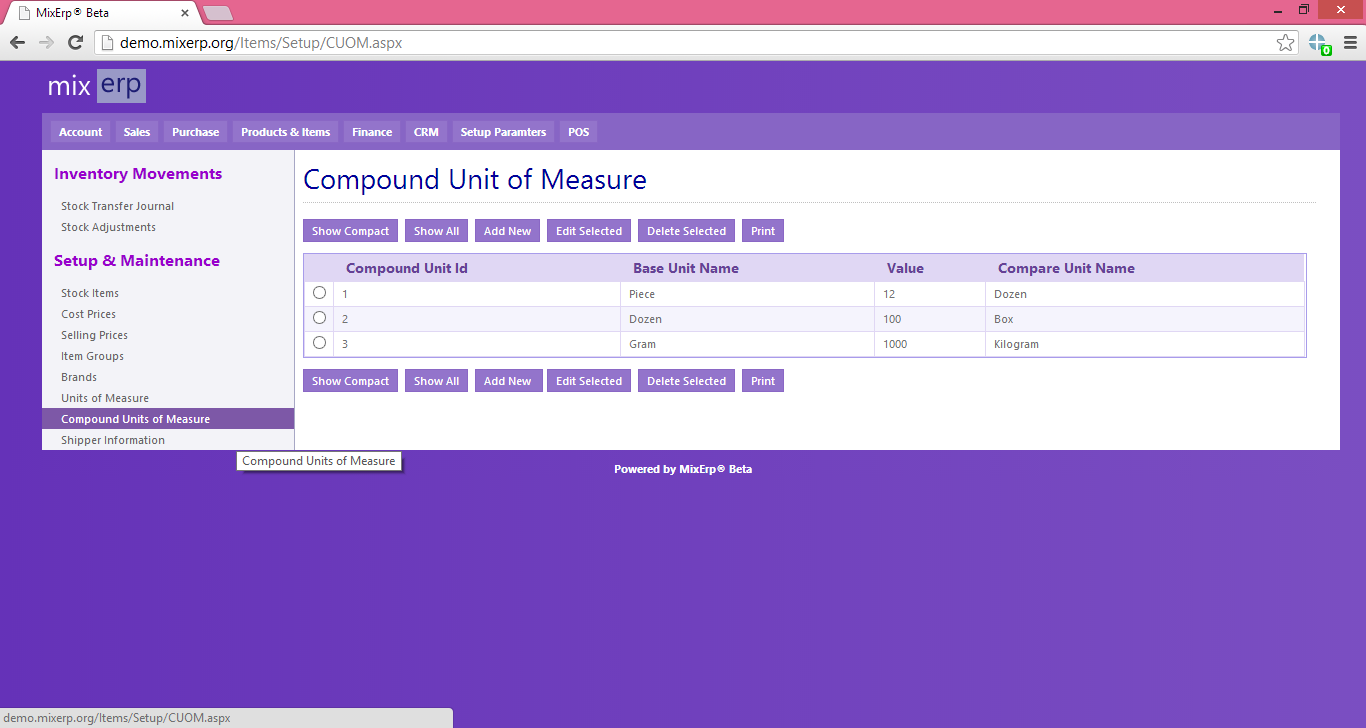 MixErp® Beta
demo.mixerp.org/Items/Setup/CUOM.aspx
0
mix erp
Account Sales Purchase Products & Items Finance CRM Setup Paramters POS
Inventory Movements
Stock Transfer Journal
Stock Adjustments
Setup & Maintenance
Stock Items
Cost Prices
Selling Prices
Item Groups
Brands
Units of Measure
Compound Units of Measure
Shipper Information
Compound Units of Measure
Compound Unit of Measure
Show Compact Show All Add New Edit Selected Delete Selected Print
Compound Unit Id Base Unit Name Value Compare Unit Name
1 Piece 12 Dozen
2 Dozen 100 Box
3 Gram 1000 Kilogram
Show Compact Show All Add New Edit Selected Delete Selected Print
Powered by MixErp® Beta
demo.mixerp.org/Items/Setup/CUOM.aspx